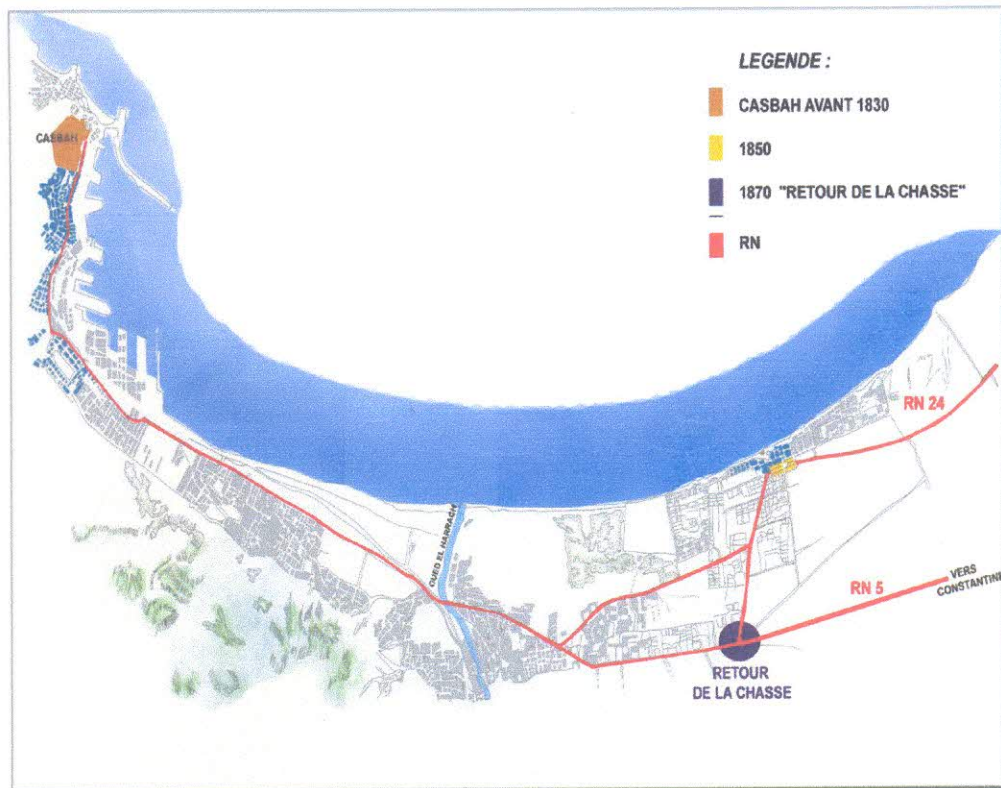 LEGENDE :
CASBAH AVANT 1830
1850
1870 "RETOUR DE LA CHASSE"
RN
CASBAH
RN 24
OUED EL HARRACH
RN 5
VERS
CONSTANTINE
RETOUR
DE LA CHASSE